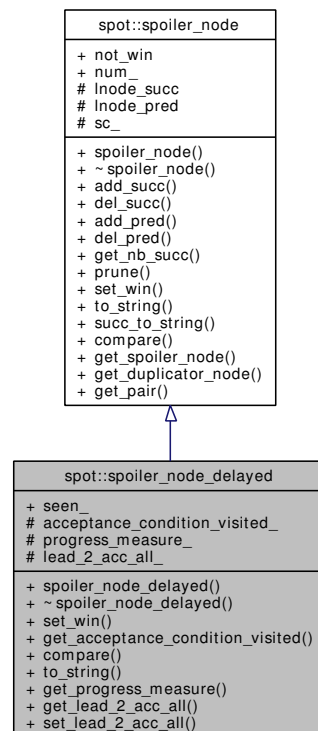 spot::spoiler_node
+ not_win
+ num_
# lnode_succ
# lnode_pred
# sc_
+ spoiler_node()
+ ~spoiler_node()
+ add_succ()
+ del_succ()
+ add_pred()
+ del_pred()
+ get_nb_succ()
+ prune()
+ set_win()
+ to_string()
+ succ_to_string()
+ compare()
+ get_spoiler_node()
+ get_duplicator_node()
+ get_pair()
spot::spoiler_node_delayed
+ seen_
# acceptance_condition_visited_
# progress_measure_
# lead_2_acc_all_
+ spoiler_node_delayed()
+ ~spoiler_node_delayed()
+ set_win()
+ get_acceptance_condition_visited()
+ compare()
+ to_string()
+ get_progress_measure()
+ get_lead_2_acc_all()
+ set_lead_2_acc_all()